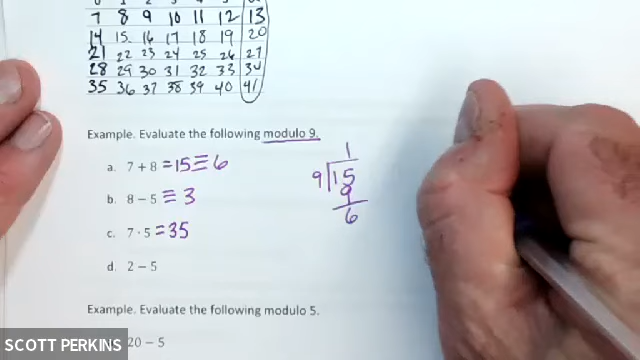 7 8 9 10 11 12 13
14 15 16 17 18 19 20
21 22 23 24 25 26 27
28 29 30 31 32 33 34
35 36 37 38 39 40 41
Example. Evaluate the following modulo 9.
a. 7 + 8 = 15 ≡ 6
b. 8 – 5 ≡ 3
c. 7 · 5 = 35
d. 2 – 5
1
9 15
9
6
Example. Evaluate the following modulo 5.
20 – 5
SCOTT PERKINS